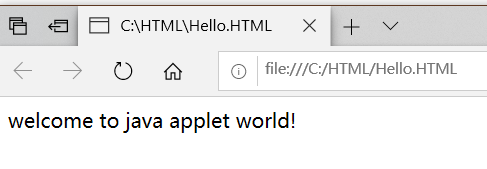 C:\HTML\Hello.HTML
file:///C:/HTML/Hello.HTML
welcome to java applet world!